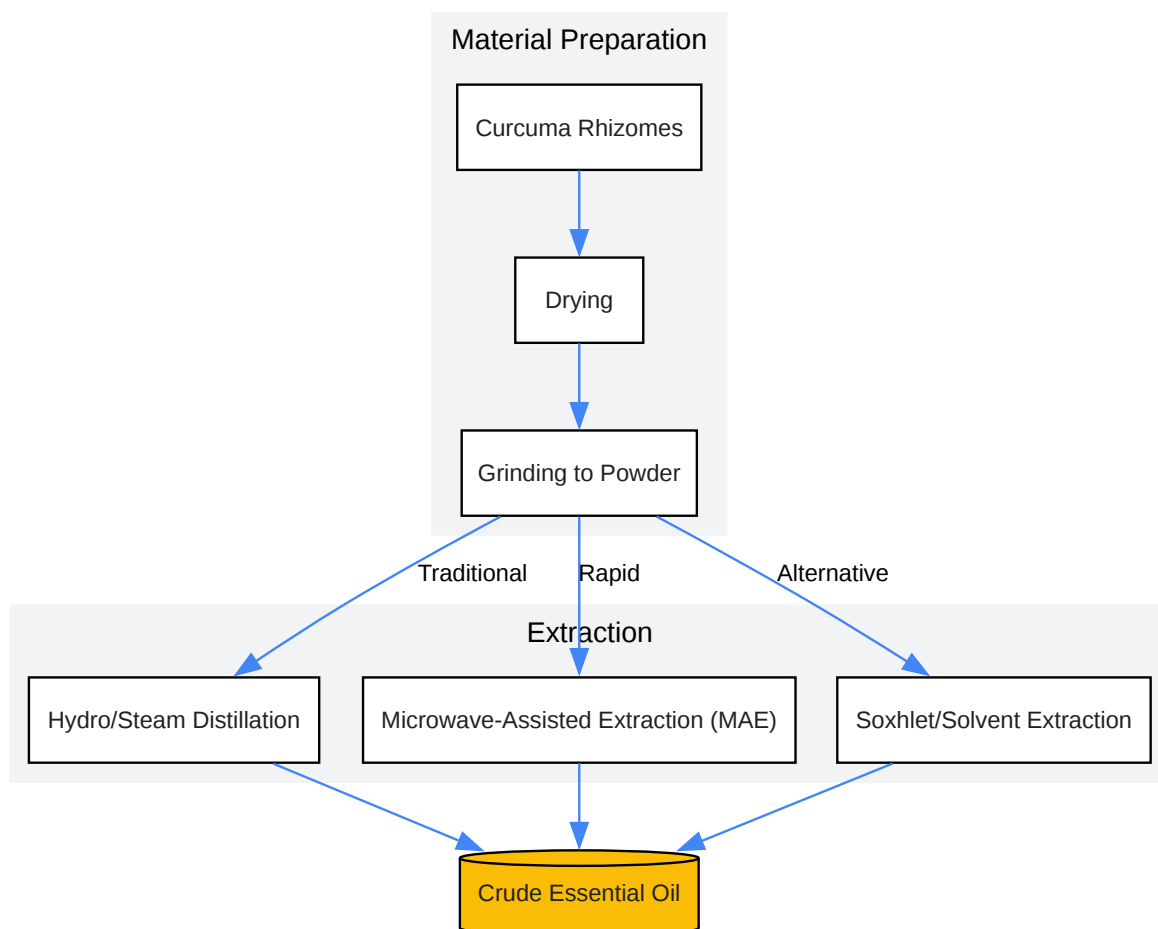 Material Preparation
Curcuma Rhizomes
Drying
Grinding to Powder
Traditional
Rapid
Alternative
Extraction
Hydro/Steam Distillation
Microwave-Assisted Extraction (MAE)
Soxhlet/Solvent Extraction
Crude Essential Oil